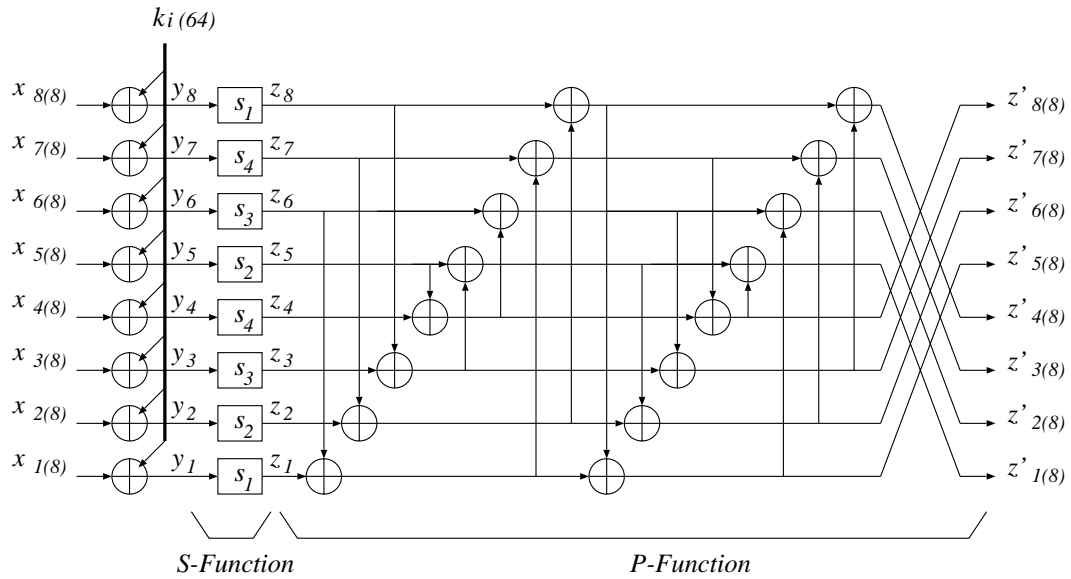 k i (64)
x 8(8) y 8 s 1 z 8 z' 8(8)
x 7(8) y 7 s 4 z 7 z' 7(8)
x 6(8) y 6 s 3 z 6 z' 6(8)
x 5(8) y 5 s 2 z 5 z' 5(8)
x 4(8) y 4 s 4 z 4 z' 4(8)
x 3(8) y 3 s 3 z 3 z' 3(8)
x 2(8) y 2 s 2 z 2 z' 2(8)
x 1(8) y 1 s 1 z 1 z' 1(8)
S-Function P-Function